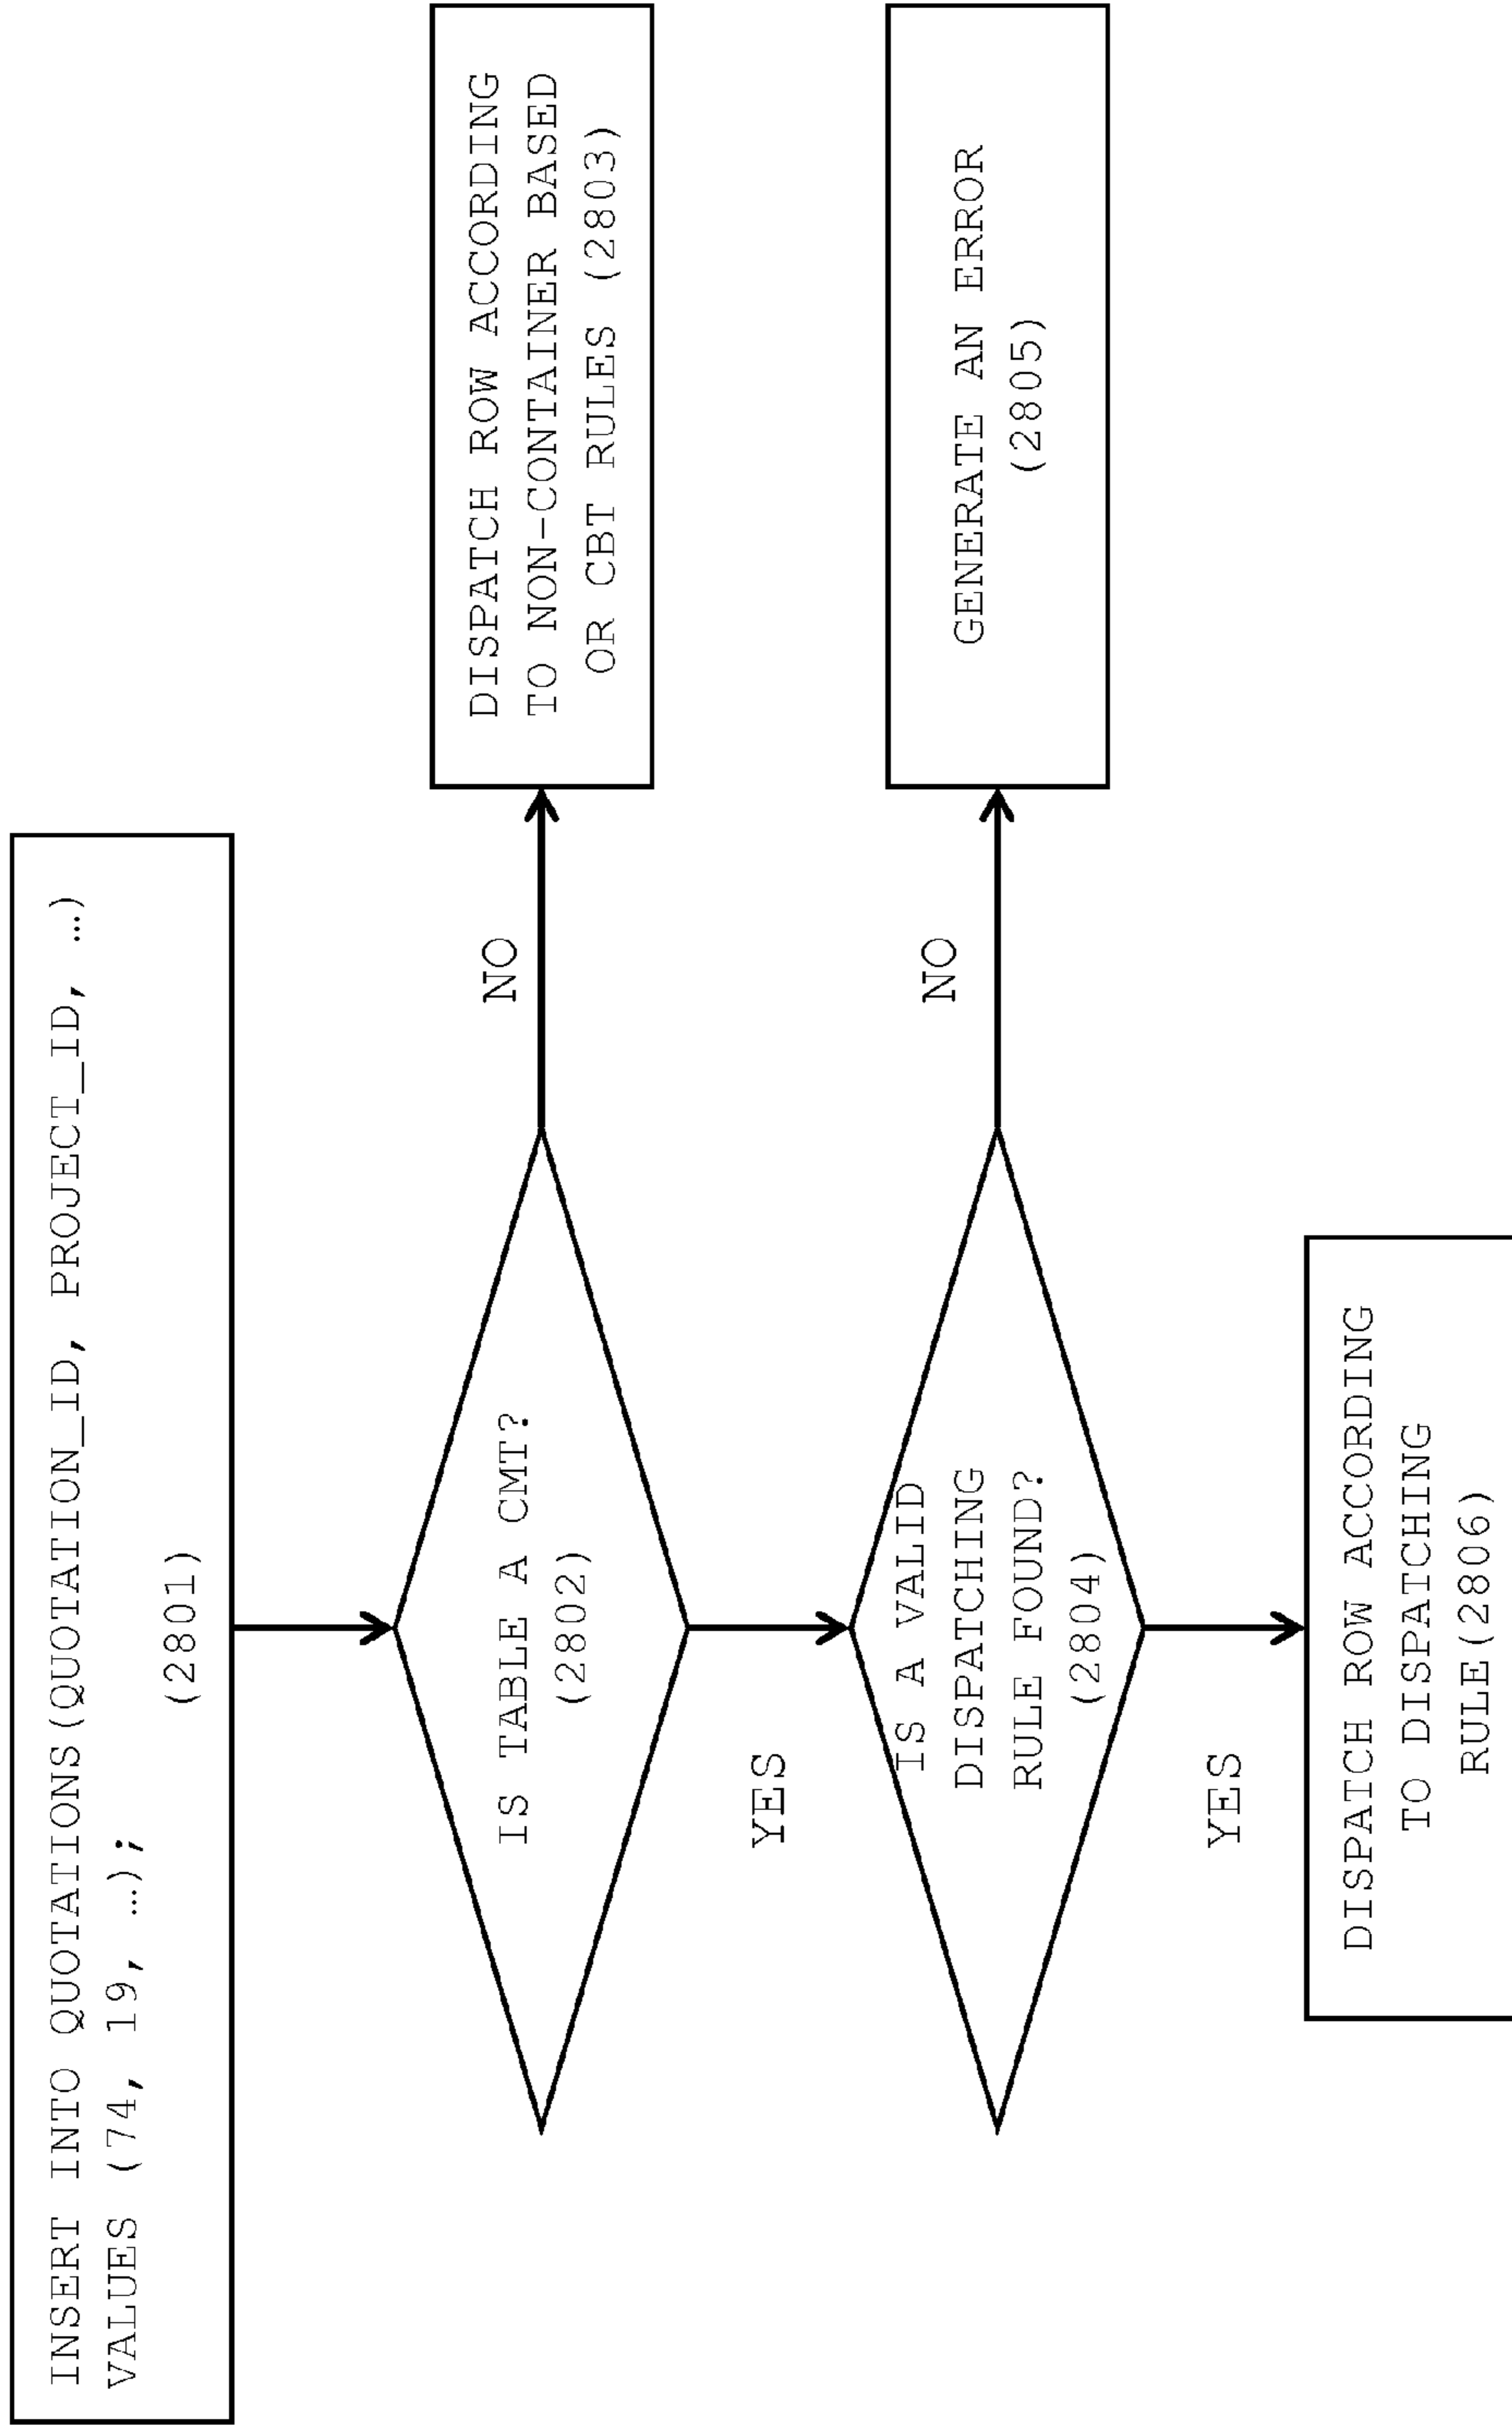 INSERT INTO QUOTATIONS(QUOTATION_ID, PROJECT_ID, …)
VALUES (74, 19, …);
(2801)
IS TABLE A CMT?
(2802)
NO
DISPATCH ROW ACCORDING
TO NON-CONTAINER BASED
OR CBT RULES (2803)
YES
IS A VALID
DISPATCHING
RULE FOUND?
(2804)
NO
GENERATE AN ERROR
(2805)
YES
DISPATCH ROW ACCORDING
TO DISPATCHING
RULE(2806)